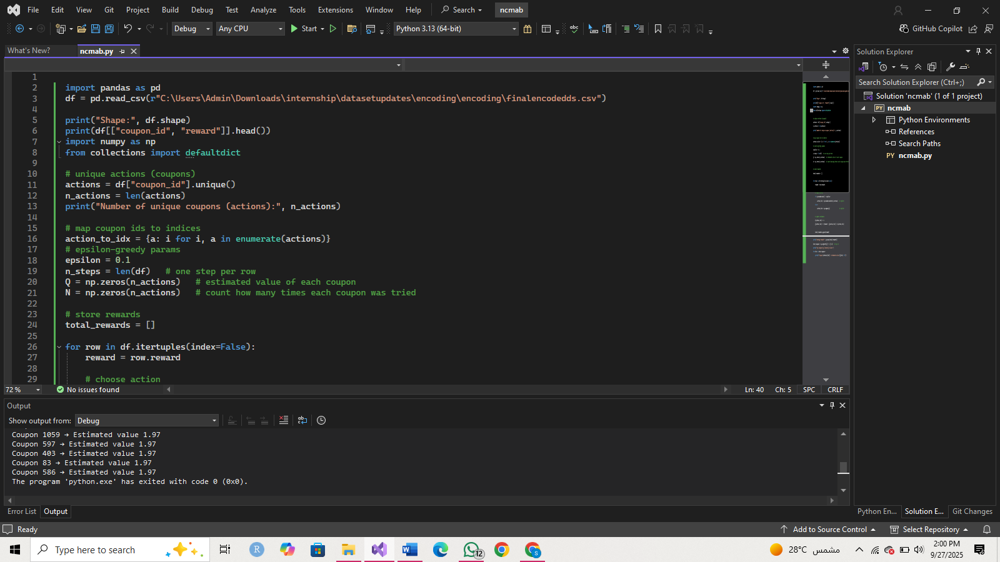 File Edit View Git Project Build Debug Test Analyze Tools Extensions Window Help Search ncmab
Debug Any CPU Start Python 3.13 (64-bit) GitHub Copilot
What's New? ncmab.py
1
2 import pandas as pd
3 df = pd.read_csv(r"C:\Users\Admin\Downloads\internship\datasetupdates\encoding\encoding\finalencodedds.csv")
4
5 print("Shape:", df.shape)
6 print(df[["coupon_id", "reward"]].head())
7 import numpy as np
8 from collections import defaultdict
9
10 # unique actions (coupons)
11 actions = df["coupon_id"].unique()
12 n_actions = len(actions)
13 print("Number of unique coupons (actions):", n_actions)
14
15 # map coupon ids to indices
16 action_to_idx = {a: i for i, a in enumerate(actions)}
17 # epsilon-greedy params
18 epsilon = 0.1
19 n_steps = len(df) # one step per row
20 Q = np.zeros(n_actions) # estimated value of each coupon
21 N = np.zeros(n_actions) # count how many times each coupon was tried
22
23 # store rewards
24 total_rewards = []
25
26 for row in df.itertuples(index=False):
27 reward = row.reward
28
29 # choose action
72 % No issues found Ln: 40 Ch: 5 SPC CRLF
Output
Show output from: Debug
Coupon 1059 → Estimated value 1.97
Coupon 597 → Estimated value 1.97
Coupon 403 → Estimated value 1.97
Coupon 83 → Estimated value 1.97
Coupon 586 → Estimated value 1.97
The program 'python.exe' has exited with code 0 (0x0).
Error List Output
Solution Explorer
Search Solution Explorer (Ctrl+;)
Solution 'ncmab' (1 of 1 project)
PY ncmab
Python Environments
References
Search Paths
PY ncmab.py
Python En... Solution E... Git Changes
Ready Add to Source Control Select Repository
Type here to search
12
28°C مشمس
2:00 PM
9/27/2025